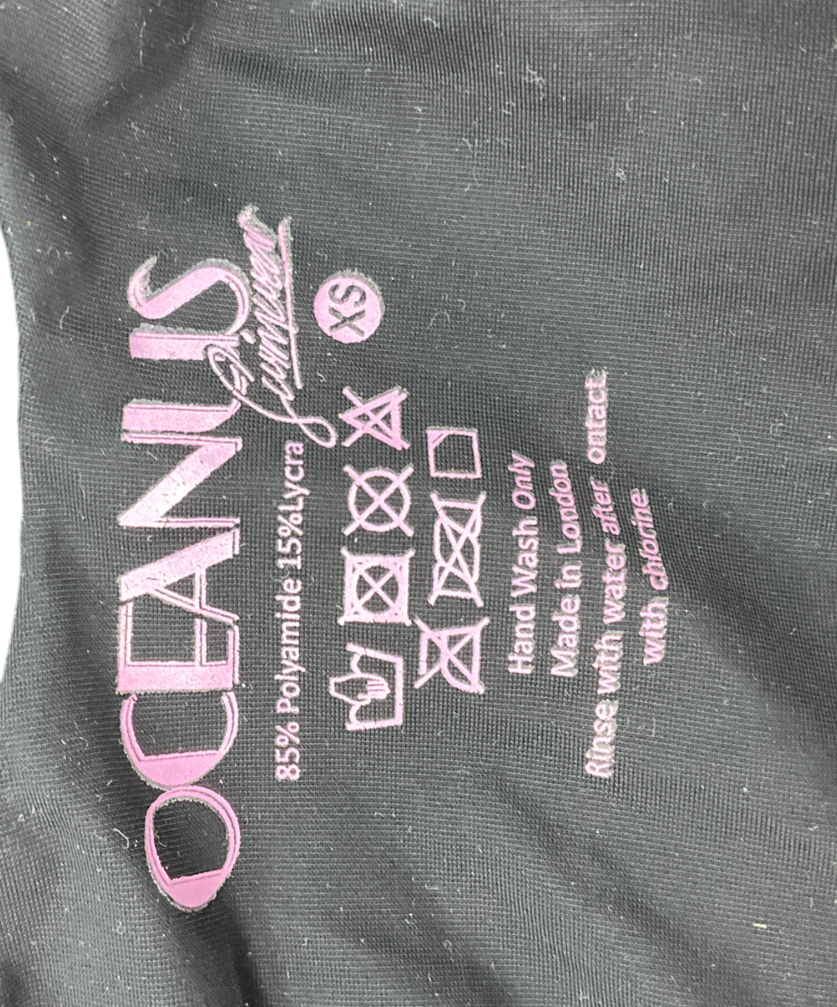 OCEANUS
Swimwear
XS
85% Polyamide 15%Lycra
Hand Wash Only
Made in London
Rinse with water after ontact
with chlorine